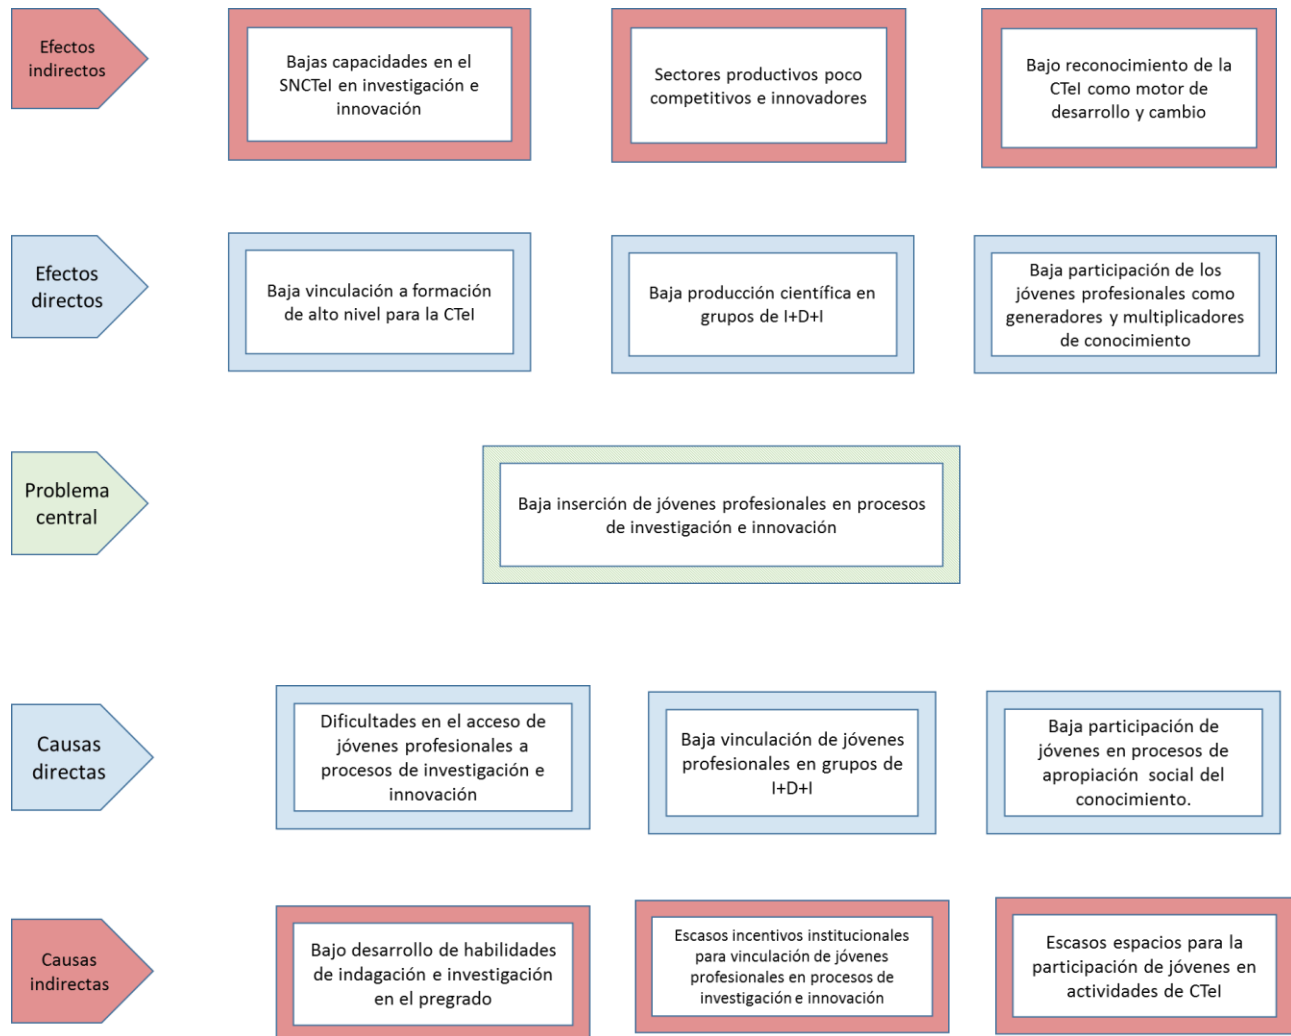 Efectos
indirectos
Bajas capacidades en el
SNCTeI en investigación e
innovación
Sectores productivos poco
competitivos e innovadores
Bajo reconocimiento de la
CTeI como motor de
desarrollo y cambio
Efectos
directos
Baja vinculación a formación
de alto nivel para la CTeI
Baja producción científica en
grupos de I+D+I
Baja participación de los
jóvenes profesionales como
generadores y multiplicadores
de conocimiento
Problema
central
Baja inserción de jóvenes profesionales en procesos
de investigación e innovación
Causas
directas
Dificultades en el acceso de
jóvenes profesionales a
procesos de investigación e
innovación
Baja vinculación de jóvenes
profesionales en grupos de
I+D+I
Baja participación de
jóvenes en procesos de
apropiación social del
conocimiento.
Causas
indirectas
Bajo desarrollo de habilidades
de indagación e investigación
en el pregrado
Escasos incentivos institucionales
para vinculación de jóvenes
profesionales en procesos de
investigación e innovación
Escasos espacios para la
participación de jóvenes en
actividades de CTeI